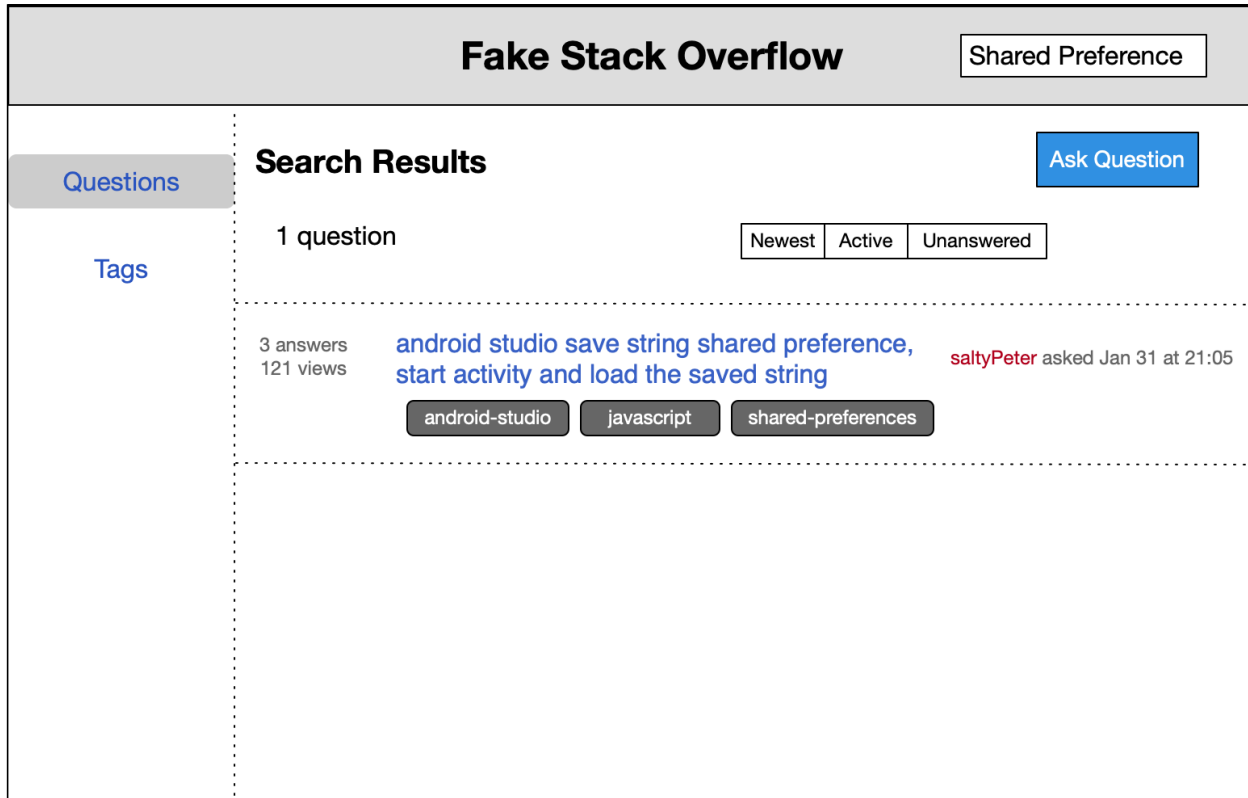 Fake Stack Overflow
Shared Preference
Questions
Tags
Search Results
Ask Question
1 question
Newest
Active
Unanswered
3 answers
121 views
android studio save string shared preference,
start activity and load the saved string
saltyPeter asked Jan 31 at 21:05
android-studio
javascript
shared-preferences